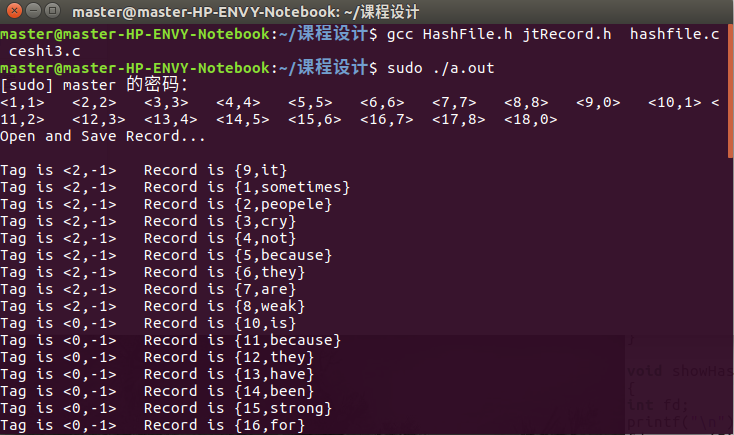 master@master-HP-ENVY-Notebook: ~/课程设计
master@master-HP-ENVY-Notebook:~/课程设计$ gcc HashFile.h jtRecord.h  hashfile.c
 ceshi3.c
master@master-HP-ENVY-Notebook:~/课程设计$ sudo ./a.out
[sudo] master 的密码：
<1,1>   <2,2>   <3,3>   <4,4>   <5,5>   <6,6>   <7,7>   <8,8>   <9,0>   <10,1> <
11,2>   <12,3>  <13,4>  <14,5>  <15,6>  <16,7>  <17,8>  <18,0>
Open and Save Record...
Tag is <2,-1>   Record is {9,it}
Tag is <2,-1>   Record is {1,sometimes}
Tag is <2,-1>   Record is {2,peopele}
Tag is <2,-1>   Record is {3,cry}
Tag is <2,-1>   Record is {4,not}
Tag is <2,-1>   Record is {5,because}
Tag is <2,-1>   Record is {6,they}
Tag is <2,-1>   Record is {7,are}
Tag is <2,-1>   Record is {8,weak}
Tag is <0,-1>   Record is {10,is}
Tag is <0,-1>   Record is {11,because}
Tag is <0,-1>   Record is {12,they}
Tag is <0,-1>   Record is {13,have}
Tag is <0,-1>   Record is {14,been}
Tag is <0,-1>   Record is {15,strong}
Tag is <0,-1>   Record is {16,for}
}
void showHas
{
int fd;
printf("\n")